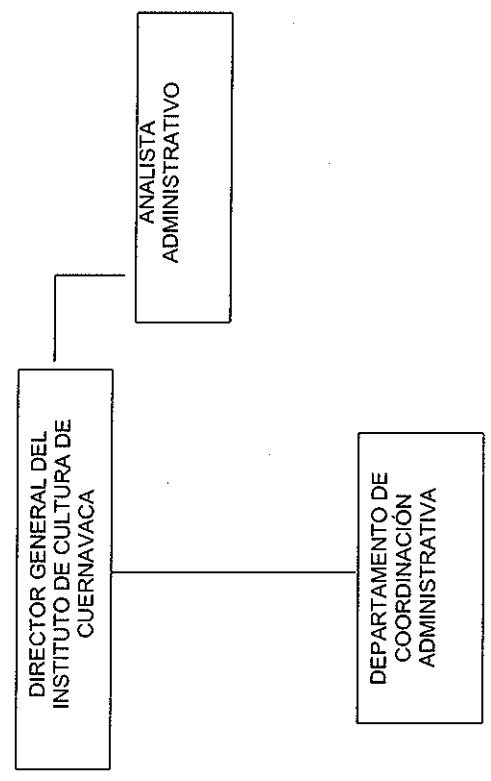 DIRECTOR GENERAL DEL
INSTITUTO DE CULTURA DE
CUERNAVACA
ANALISTA
ADMINISTRATIVO
DEPARTAMENTO DE
COORDINACIÓN
ADMINISTRATIVA